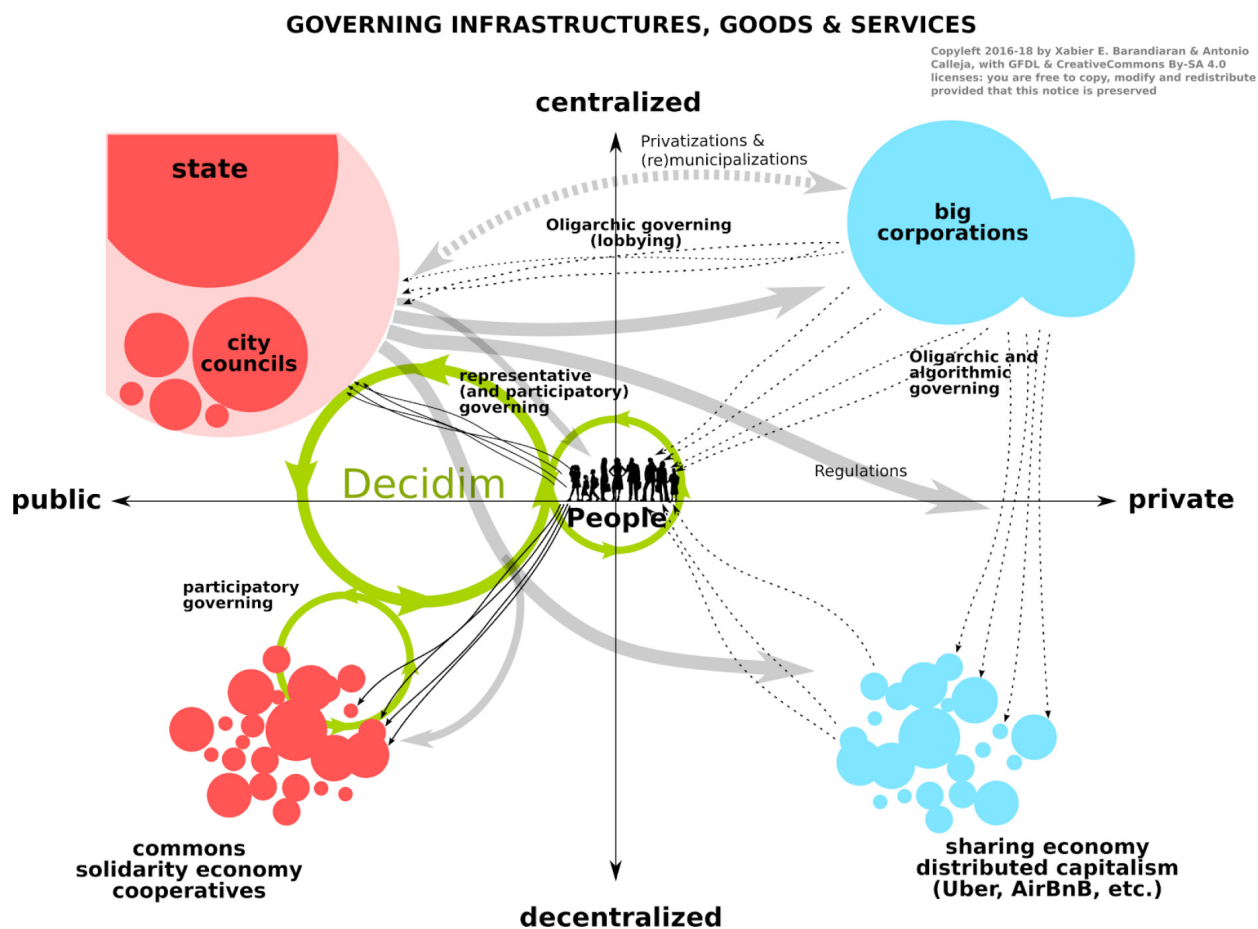 GOVERNING INFRASTRUCTURES, GOODS & SERVICES
Copyleft 2016-18 by Xabier E. Barandiaran & Antonio
Calleja, with GFDL & CreativeCommons By-SA 4.0
licenses: you are free to copy, modify and redistribute
provided that this notice is preserved
centralized
Privatizations &
(re)municipalizations
state
big
corporations
Oligarchic governing
(lobbying)
city
councils
Oligarchic and
algorithmic
governing
representative
(and participatory)
governing
Decidim
Regulations
public
People
private
participatory
governing
commons
solidarity economy
cooperatives
sharing economy
distributed capitalism
(Uber, AirBnB, etc.)
decentralized